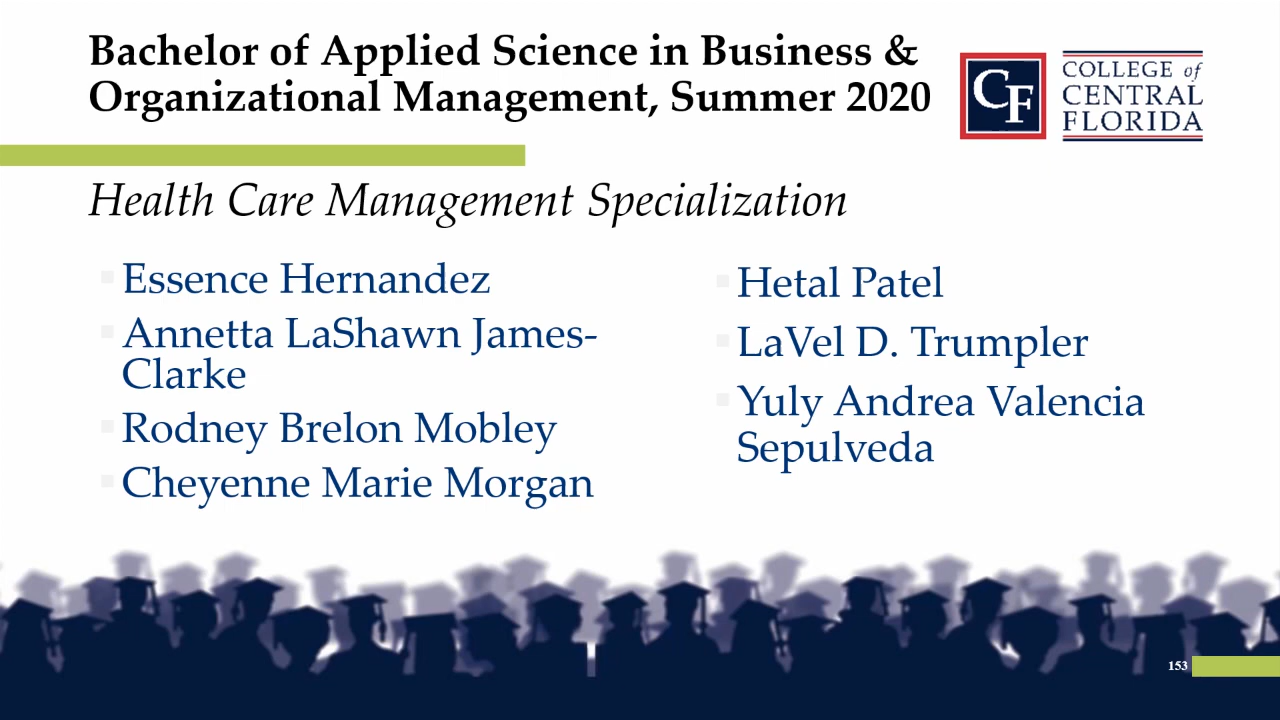 Bachelor of Applied Science in Business &
Organizational Management, Summer 2020
CF
COLLEGE of
CENTRAL
FLORIDA
Health Care Management Specialization
Essence Hernandez
Annetta LaShawn James-
Clarke
Rodney Brelon Mobley
Cheyenne Marie Morgan
Hetal Patel
LaVel D. Trumpler
Yuly Andrea Valencia
Sepulveda
153